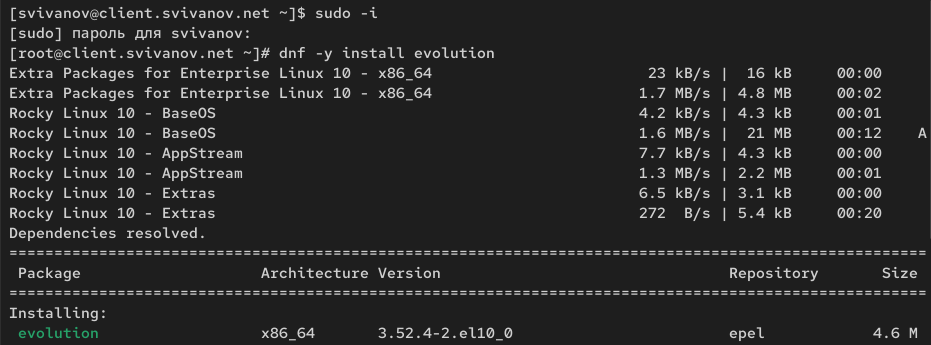 [svivanov@client.svivanov.net ~]$ sudo -i
[sudo] пароль для svivanov:
[root@client.svivanov.net ~]# dnf -y install evolution
Extra Packages for Enterprise Linux 10 - x86_64 23 kB/s | 16 kB 00:00
Extra Packages for Enterprise Linux 10 - x86_64 1.7 MB/s | 4.8 MB 00:02
Rocky Linux 10 - BaseOS 4.2 kB/s | 4.3 kB 00:01
Rocky Linux 10 - BaseOS 1.6 MB/s | 21 MB 00:12 A
Rocky Linux 10 - AppStream 7.7 kB/s | 4.3 kB 00:00
Rocky Linux 10 - AppStream 1.3 MB/s | 2.2 MB 00:01
Rocky Linux 10 - Extras 6.5 kB/s | 3.1 kB 00:00
Rocky Linux 10 - Extras 272 B/s | 5.4 kB 00:20
Dependencies resolved.
================================================================================
Package Architecture Version Repository Size
================================================================================
Installing:
evolution x86_64 3.52.4-2.el10_0 epel 4.6 M